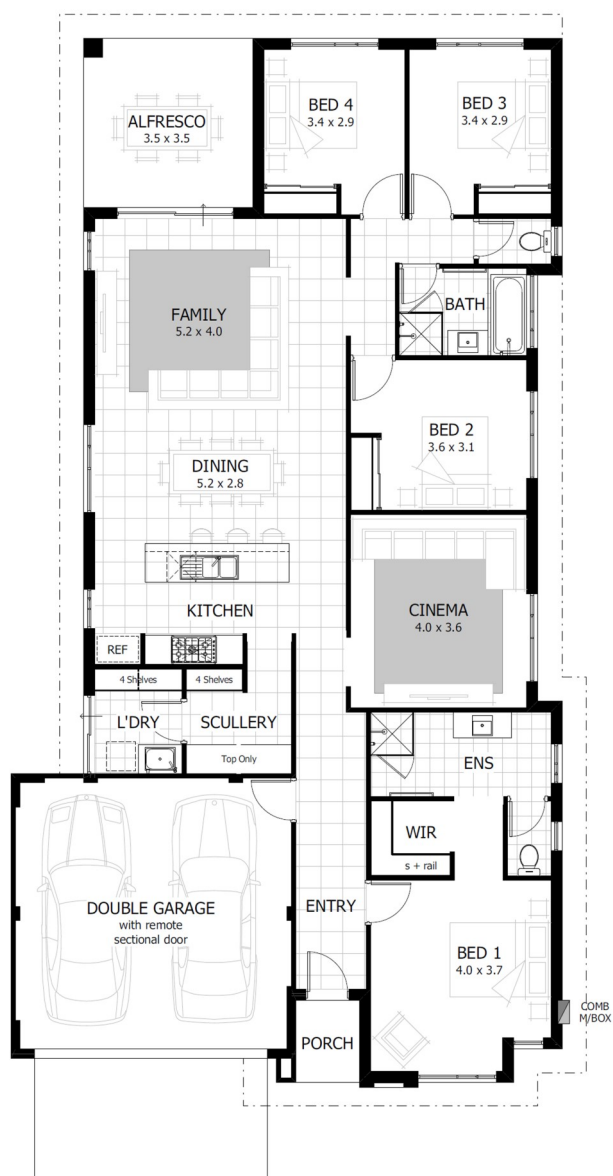 ALFRESCO
3.5 x 3.5
BED 4
3.4 x 2.9
BED 3
3.4 x 2.9
BATH
FAMILY
5.2 x 4.0
BED 2
3.6 x 3.1
DINING
5.2 x 2.8
CINEMA
4.0 x 3.6
KITCHEN
REF
4 Shelves
4 Shelves
L'DRY
SCULLERY
Top Only
ENS
WIR
s + rail
DOUBLE GARAGE
with remote
sectional door
ENTRY
BED 1
4.0 x 3.7
COMB
M/BOX
PORCH